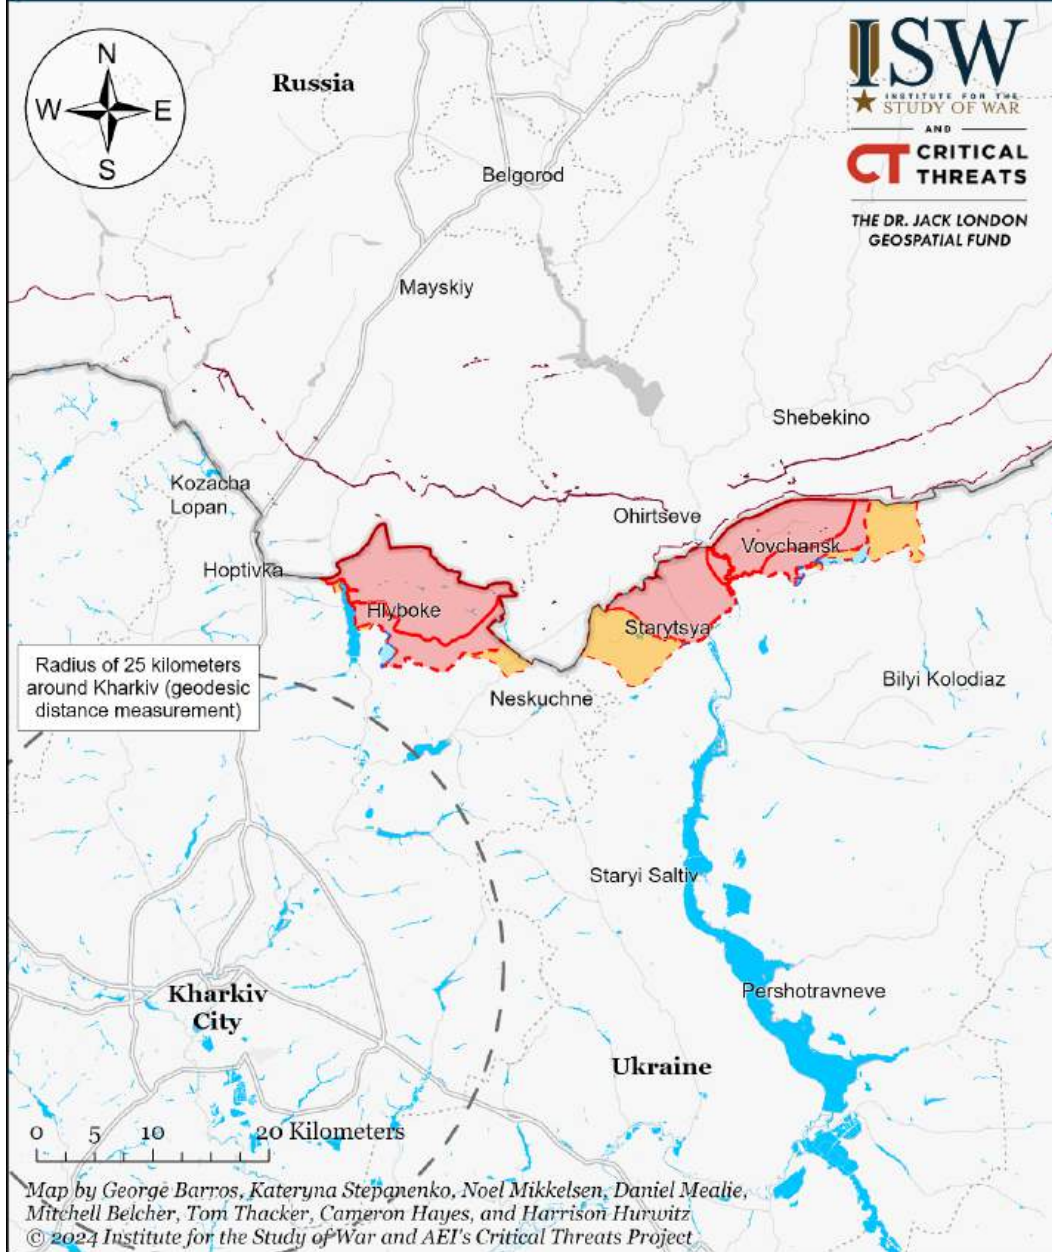 N
W
E
S
Russia
ISW
INSTITUTE FOR THE
STUDY OF WAR
AND
CT CRITICAL
THREATS
THE DR. JACK LONDON
GEOSPATIAL FUND
Belgorod
Mayskiy
Shebekino
Kozacha
Lopan
Ohirtseve
Vovchansk
Hoptivka
Hlyboke
Starytsya
Radius of 25 kilometers
around Kharkiv (geodesic
distance measurement)
Neskuchne
Bilyi Kolodiaz
Staryi Saltiv
Pershotravneve
Kharkiv
City
Ukraine
0 5 10 20 Kilometers
Map by George Barros, Kateryna Stepanenko, Noel Mikkelsen, Daniel Mealie,
Mitchell Belcher, Tom Thacker, Cameron Hayes, and Harrison Hurwitz
© 2024 Institute for the Study of War and AEI's Critical Threats Project